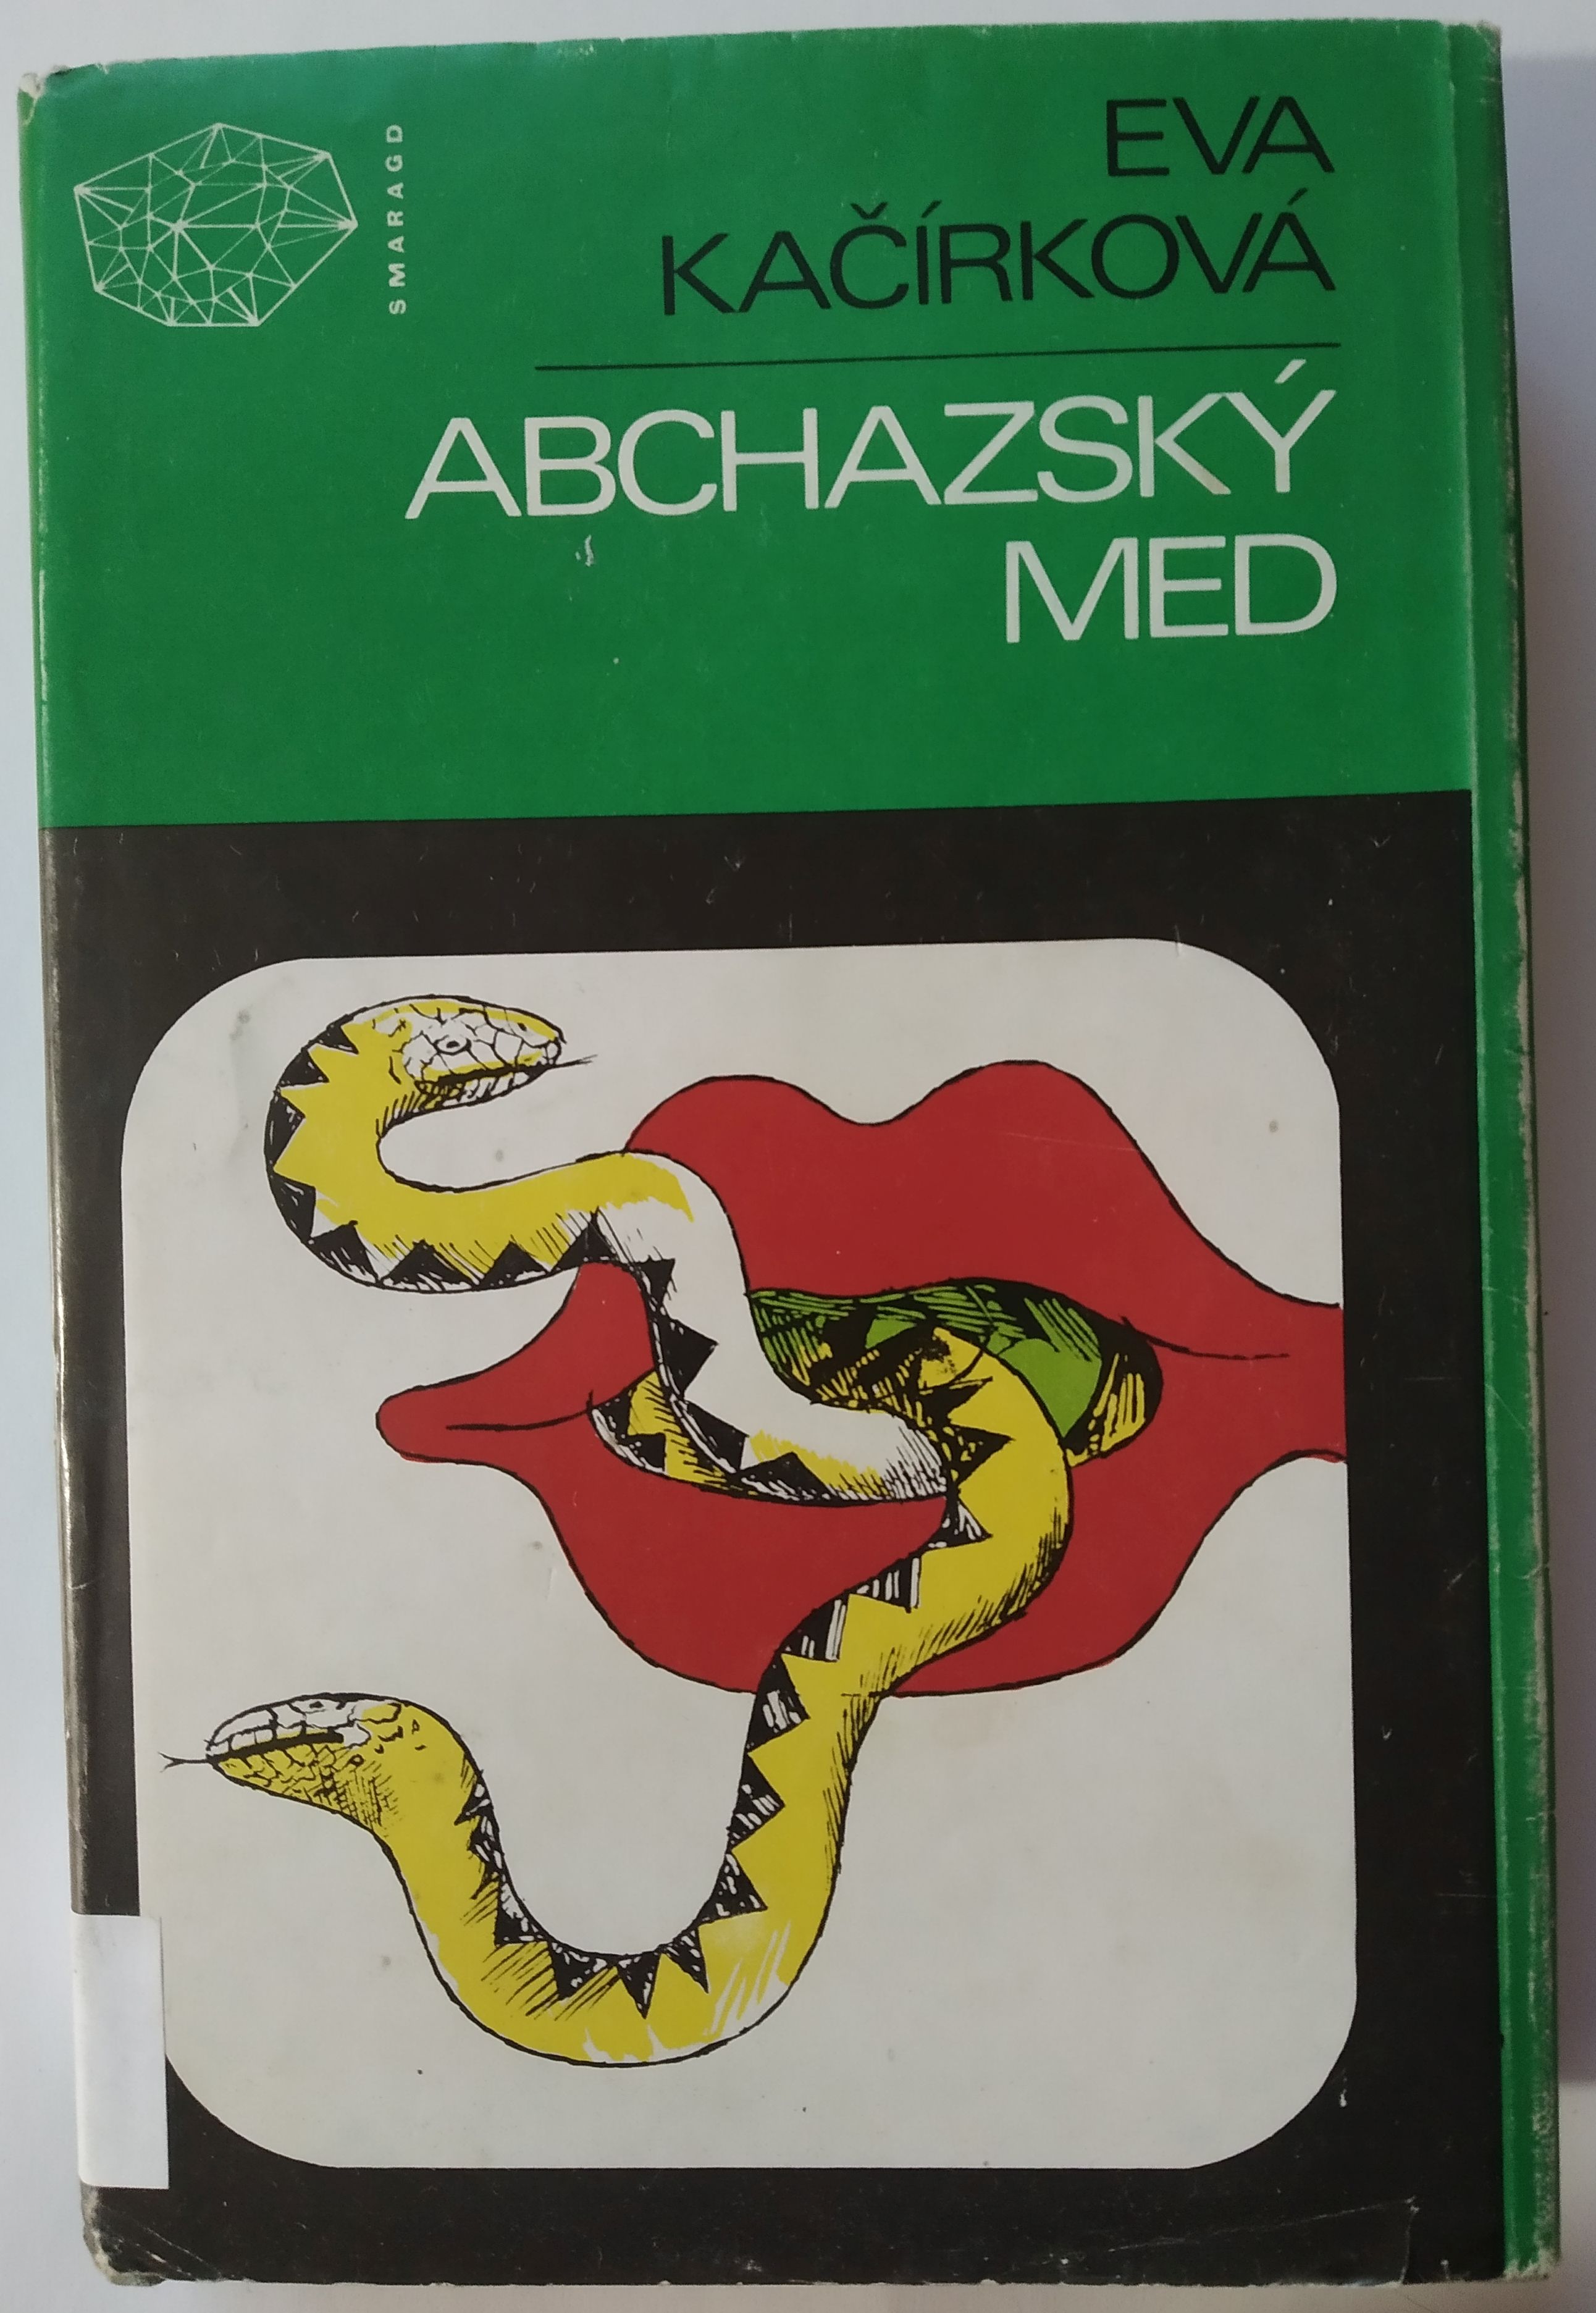 SMARAGD
EVA
KAČÍRKOVÁ
ABCHAZSKÝ
MED